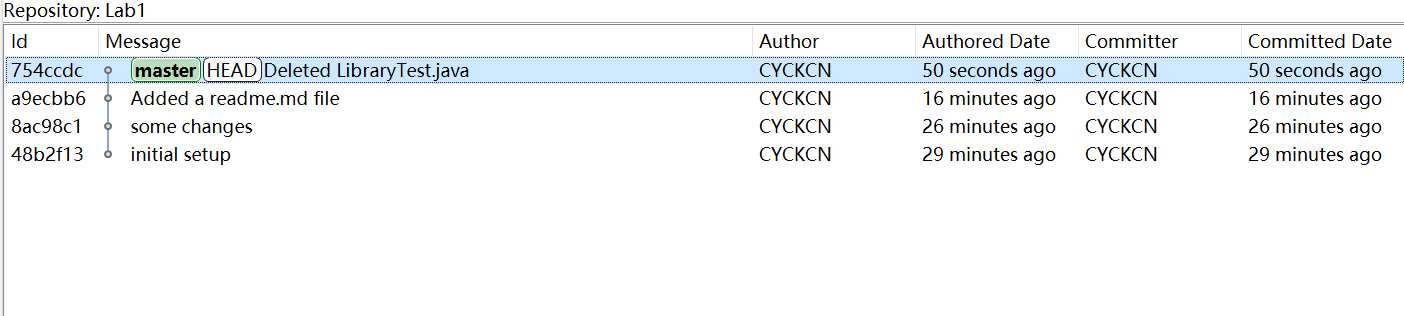 Repository: Lab1
Id Message Author Authored Date Committer Committed Date
754ccdc master HEAD Deleted LibraryTest.java CYCKCN 50 seconds ago CYCKCN 50 seconds ago
a9ecbb6 Added a readme.md file CYCKCN 16 minutes ago CYCKCN 16 minutes ago
8ac98c1 some changes CYCKCN 26 minutes ago CYCKCN 26 minutes ago
48b2f13 initial setup CYCKCN 29 minutes ago CYCKCN 29 minutes ago